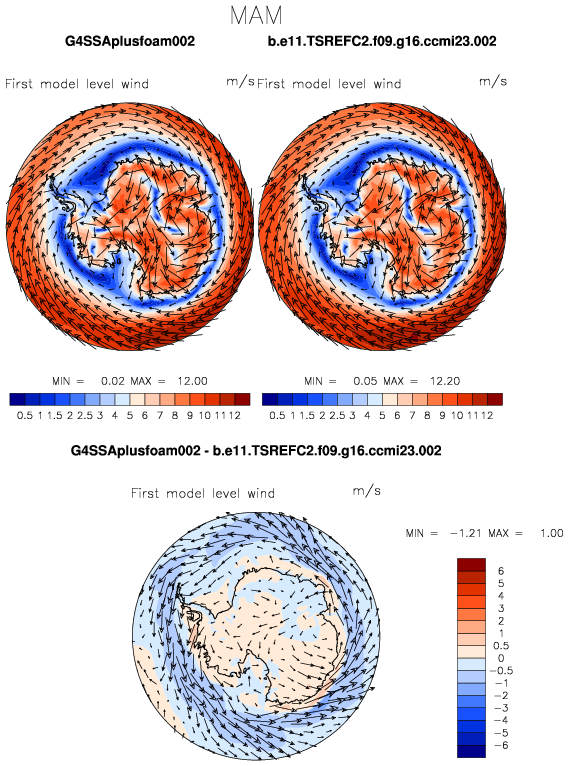 MAM
G4SSAplusfoam002 b.e11.TSREFC2.f09.g16.ccmi23.002
First model level wind m/s First model level wind m/s
MIN = 0.02 MAX = 12.00 MIN = 0.05 MAX = 12.20
0.5 1 1.5 2 2.5 3 4 5 6 7 8 9 10 11 12 0.5 1 1.5 2 2.5 3 4 5 6 7 8 9 10 11 12
G4SSAplusfoam002 - b.e11.TSREFC2.f09.g16.ccmi23.002
First model level wind m/s
MIN = -1.21 MAX = 1.00
6
5
4
3
2
1
0.5
0
-0.5
-1
-2
-3
-4
-5
-6